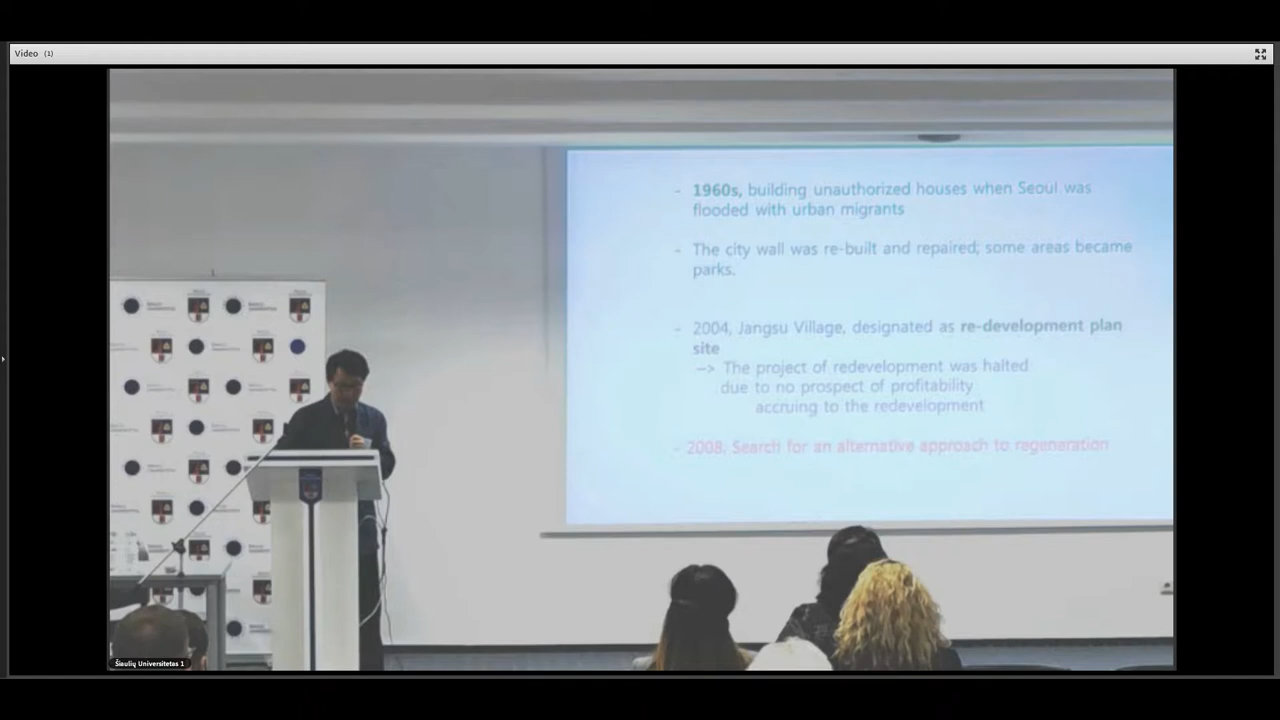 Video (1)
- 1960s, building unauthorized houses when Seoul was
flooded with urban migrants
- The city wall was re-built and repaired; some areas became
parks.
- 2004, Jangsu Village, designated as re-development plan
site
–> The project of redevelopment was halted
due to no prospect of profitability
accruing to the redevelopment
- 2008, Search for an alternative approach to regeneration
Šiaulių Universitetas 1